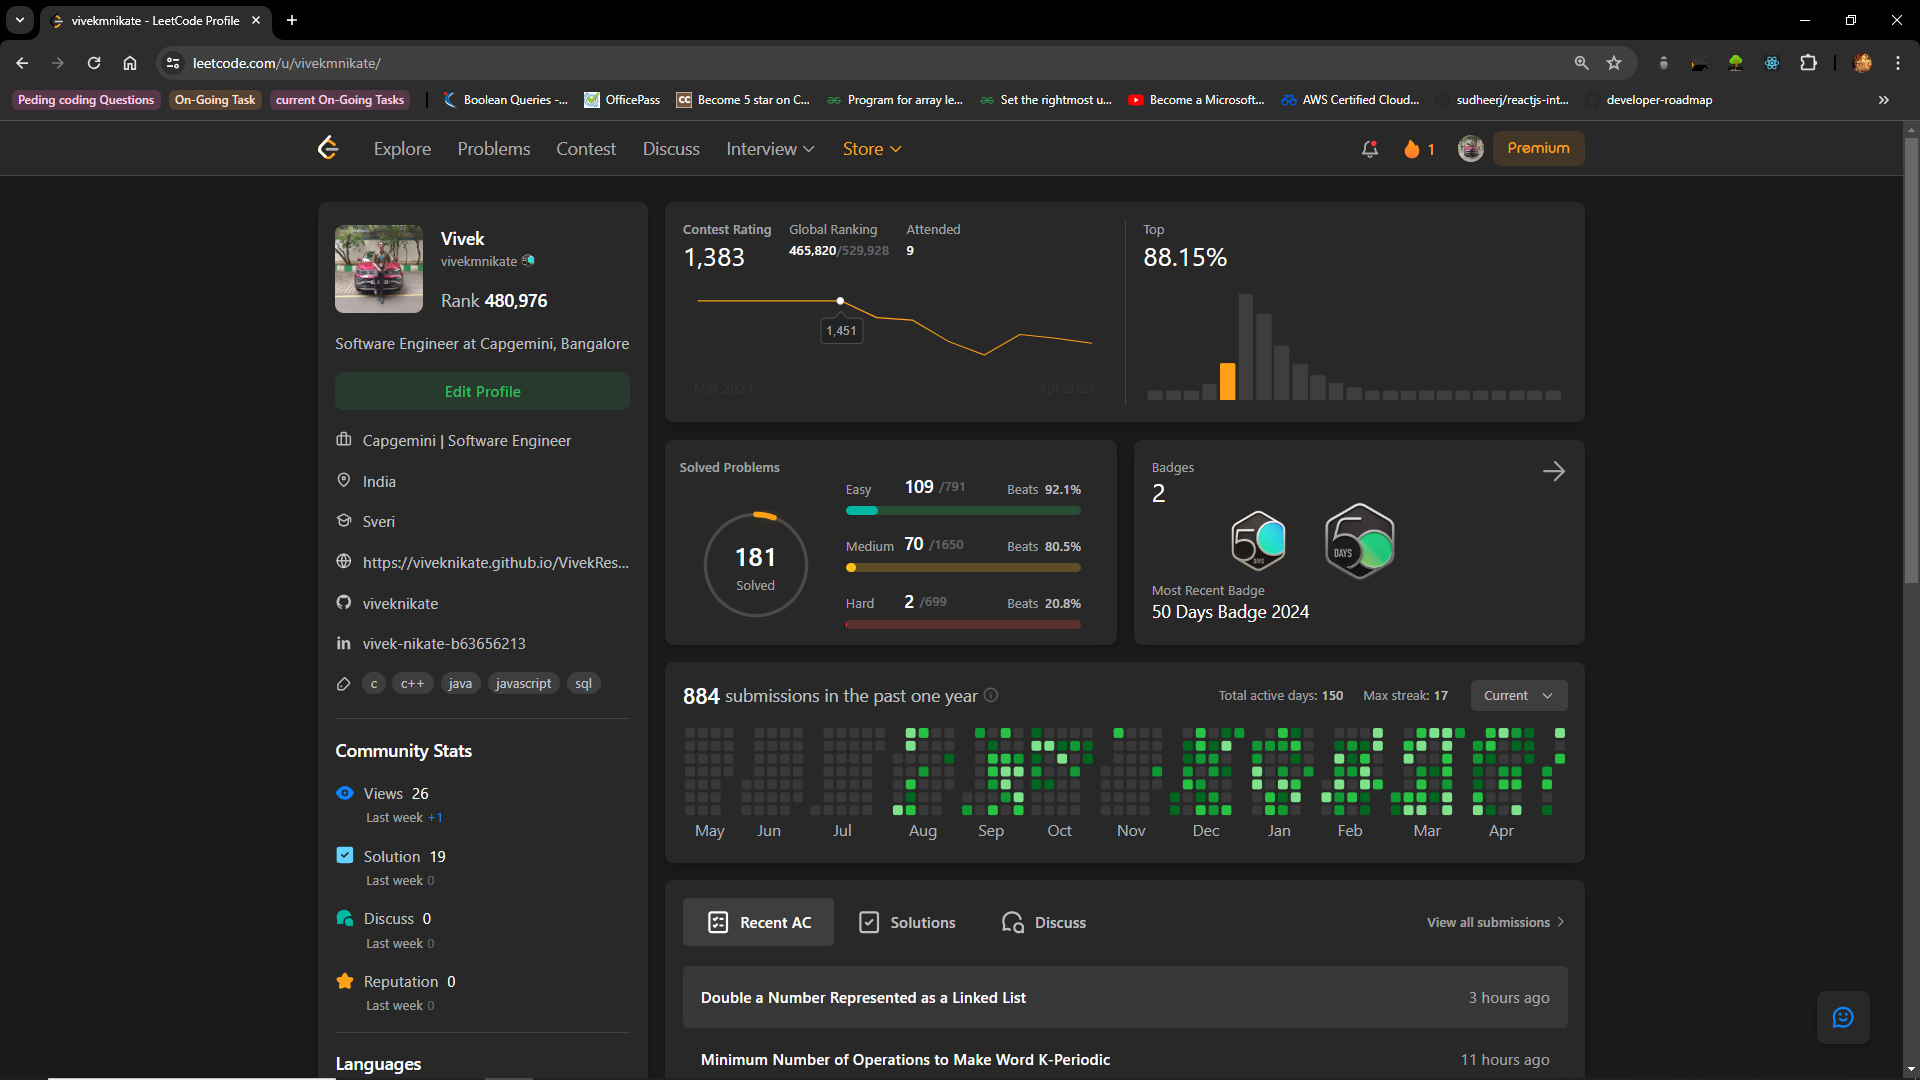 vivekmnikate - LeetCode Profile
leetcode.com/u/vivekmnikate/
Peding coding Questions
On-Going Task
current On-Going Tasks
Boolean Queries -...
OfficePass
Become 5 star on C...
Program for array le...
Set the rightmost u...
Become a Microsoft...
AWS Certified Cloud...
sudheerj/reactjs-int...
developer-roadmap
Explore
Problems
Contest
Discuss
Interview
Store
1
Premium
Vivek
vivekmnikate
Rank 480,976
Software Engineer at Capgemini, Bangalore
Edit Profile
Capgemini | Software Engineer
India
Sveri
https://viveknikate.github.io/VivekRes...
viveknikate
vivek-nikate-b63656213
c c++ java javascript sql
Community Stats
Views 26
Last week +1
Solution 19
Last week 0
Discuss 0
Last week 0
Reputation 0
Last week 0
Languages
Contest Rating
1,383
Global Ranking
465,820/529,928
Attended
9
1,451
Mar 2024
Apr 2024
Top
88.15%
Solved Problems
181
Solved
Easy 109 /791 Beats 92.1%
Medium 70 /1650 Beats 80.5%
Hard 2 /699 Beats 20.8%
Badges
2
50 DAYS
50 DAYS
Most Recent Badge
50 Days Badge 2024
884 submissions in the past one year
Total active days: 150
Max streak: 17
Current
May Jun Jul Aug Sep Oct Nov Dec Jan Feb Mar Apr
Recent AC
Solutions
Discuss
View all submissions
Double a Number Represented as a Linked List
3 hours ago
Minimum Number of Operations to Make Word K-Periodic
11 hours ago